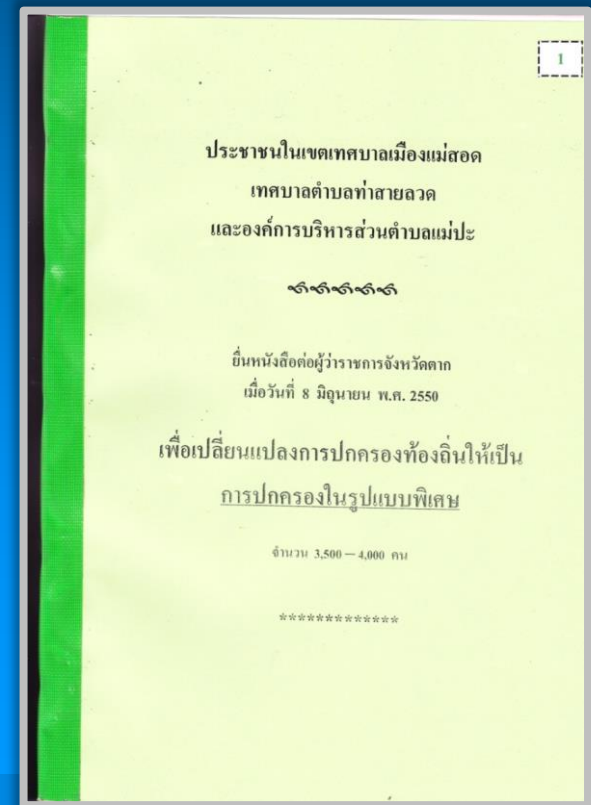 1
ประชาชนในเขตเทศบาลเมืองแม่สอด
เทศบาลตำบลท่าสายลวด
และองค์การบริหารส่วนตำบลแม่ปะ
ยื่นหนังสือต่อผู้ว่าราชการจังหวัดตาก
เมื่อวันที่ 8 มิถุนายน พ.ศ. 2550
เพื่อเปลี่ยนแปลงการปกครองท้องถิ่นให้เป็น
การปกครองในรูปแบบพิเศษ
จำนวน 3,500 – 4,000 คน
*************